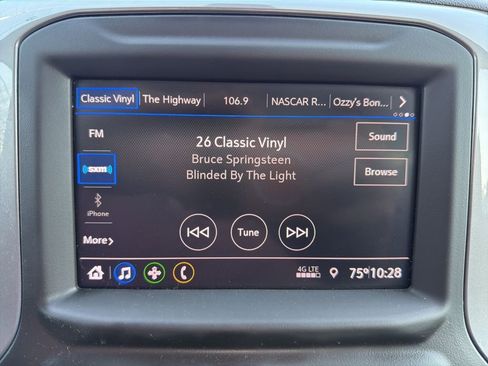 Classic Vinyl The Highway 106.9 NASCAR R... Ozzy's Bon...
FM
26 Classic Vinyl
Sound
Bruce Springsteen
SXM
Blinded By The Light
Browse
iPhone
Tune
More
4G LTE
75° 10:28